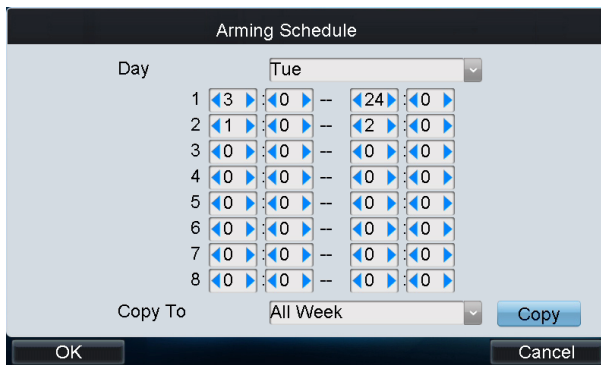 Arming Schedule
Day Tue
1 3 : 0 -- 24 : 0
2 1 : 0 -- 2 : 0
3 0 : 0 -- 0 : 0
4 0 : 0 -- 0 : 0
5 0 : 0 -- 0 : 0
6 0 : 0 -- 0 : 0
7 0 : 0 -- 0 : 0
8 0 : 0 -- 0 : 0
Copy To All Week Copy
OK Cancel